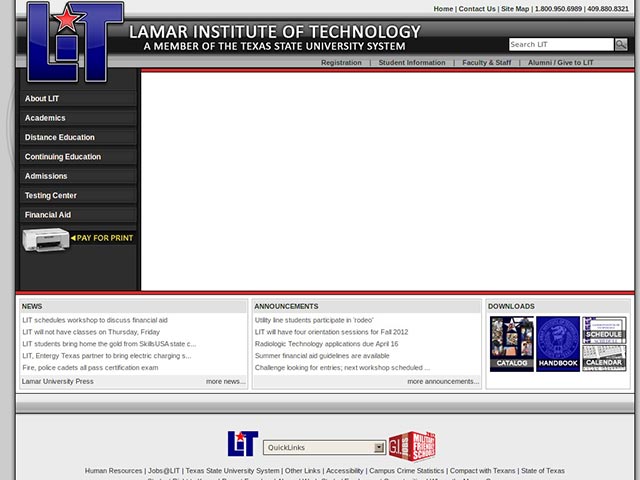 Home | Contact Us | Site Map | 1.800.950.6989 | 409.880.8321
LIT
LAMAR INSTITUTE OF TECHNOLOGY
A MEMBER OF THE TEXAS STATE UNIVERSITY SYSTEM
Search LIT
Registration | Student Information | Faculty & Staff | Alumni / Give to LIT
About LIT
Academics
Distance Education
Continuing Education
Admissions
Testing Center
Financial Aid
PAY FOR PRINT
NEWS
LIT schedules workshop to discuss financial aid
LIT will not have classes on Thursday, Friday
LIT students bring home the gold from SkillsUSA state c...
LIT, Entergy Texas partner to bring electric charging s...
Fire, police cadets all pass certification exam
Lamar University Press more news...
ANNOUNCEMENTS
Utility line students participate in 'rodeo'
LIT will have four orientation sessions for Fall 2012
Radiologic Technology applications due April 16
Summer financial aid guidelines are available
Challenge looking for entries; next workshop scheduled ...
more announcements...
DOWNLOADS
CATALOG
HANDBOOK
SCHEDULE
CALENDAR
LIT
QuickLinks
G.I. JOBS MILITARY FRIENDLY SCHOOLS
Human Resources | Jobs@LIT | Texas State University System | Other Links | Accessibility | Campus Crime Statistics | Compact with Texans | State of Texas